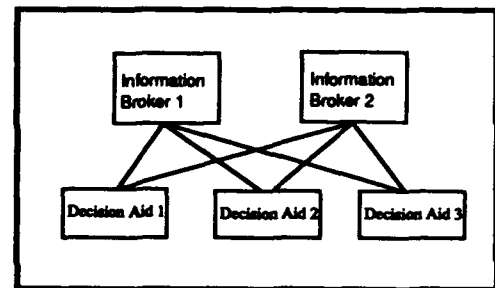 Information
Broker 1
Information
Broker 2
Decision Aid 1
Decision Aid 2
Decision Aid 3